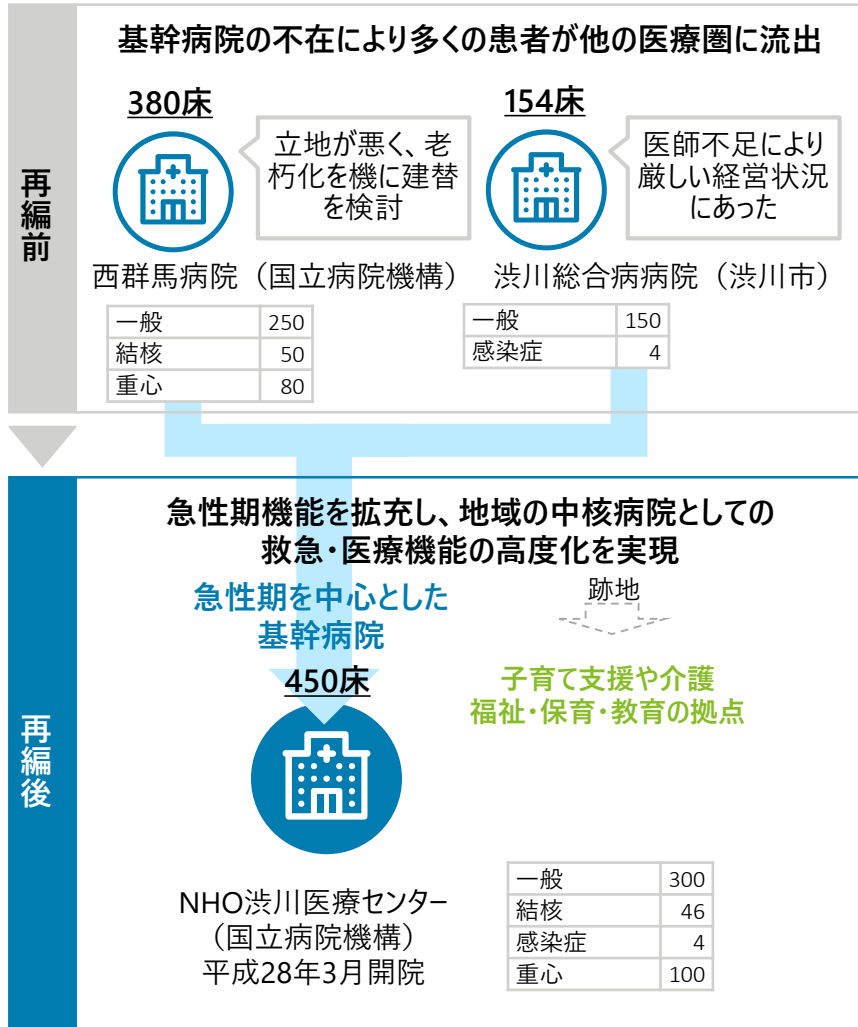 再編前
基幹病院の不在により多くの患者が他の医療圏に流出
380床
立地が悪く、老
朽化を機に建替
を検討
西群馬病院（国立病院機構）
一般 250
結核 50
重心 80
154床
医師不足により
厳しい経営状況
にあった
渋川総合病病院（渋川市）
一般 150
感染症 4
再編後
急性期機能を拡充し、地域の中核病院としての
救急・医療機能の高度化を実現
急性期を中心とした
基幹病院
450床
跡地
子育て支援や介護
福祉・保育・教育の拠点
NHO渋川医療センター
（国立病院機構）
平成28年3月開院
一般 300
結核 46
感染症 4
重心 100